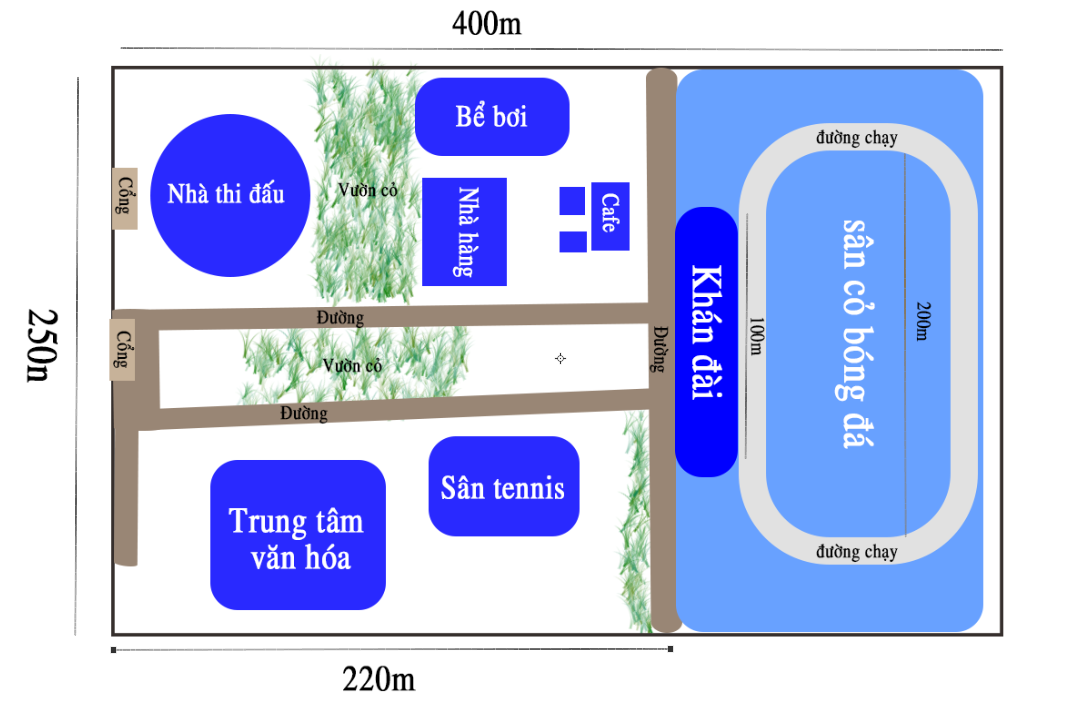 400m
Bể bơi
đường chạy
Nhà thi đấu
Vườn cỏ
Cổng
Nhà hàng
Cafe
sân cỏ bóng đá
Khán đài
100m
200m
Đường
Cổng
Vườn cỏ
Đường
250n
Đường
Sân tennis
Trung tâm
văn hóa
đường chạy
220m